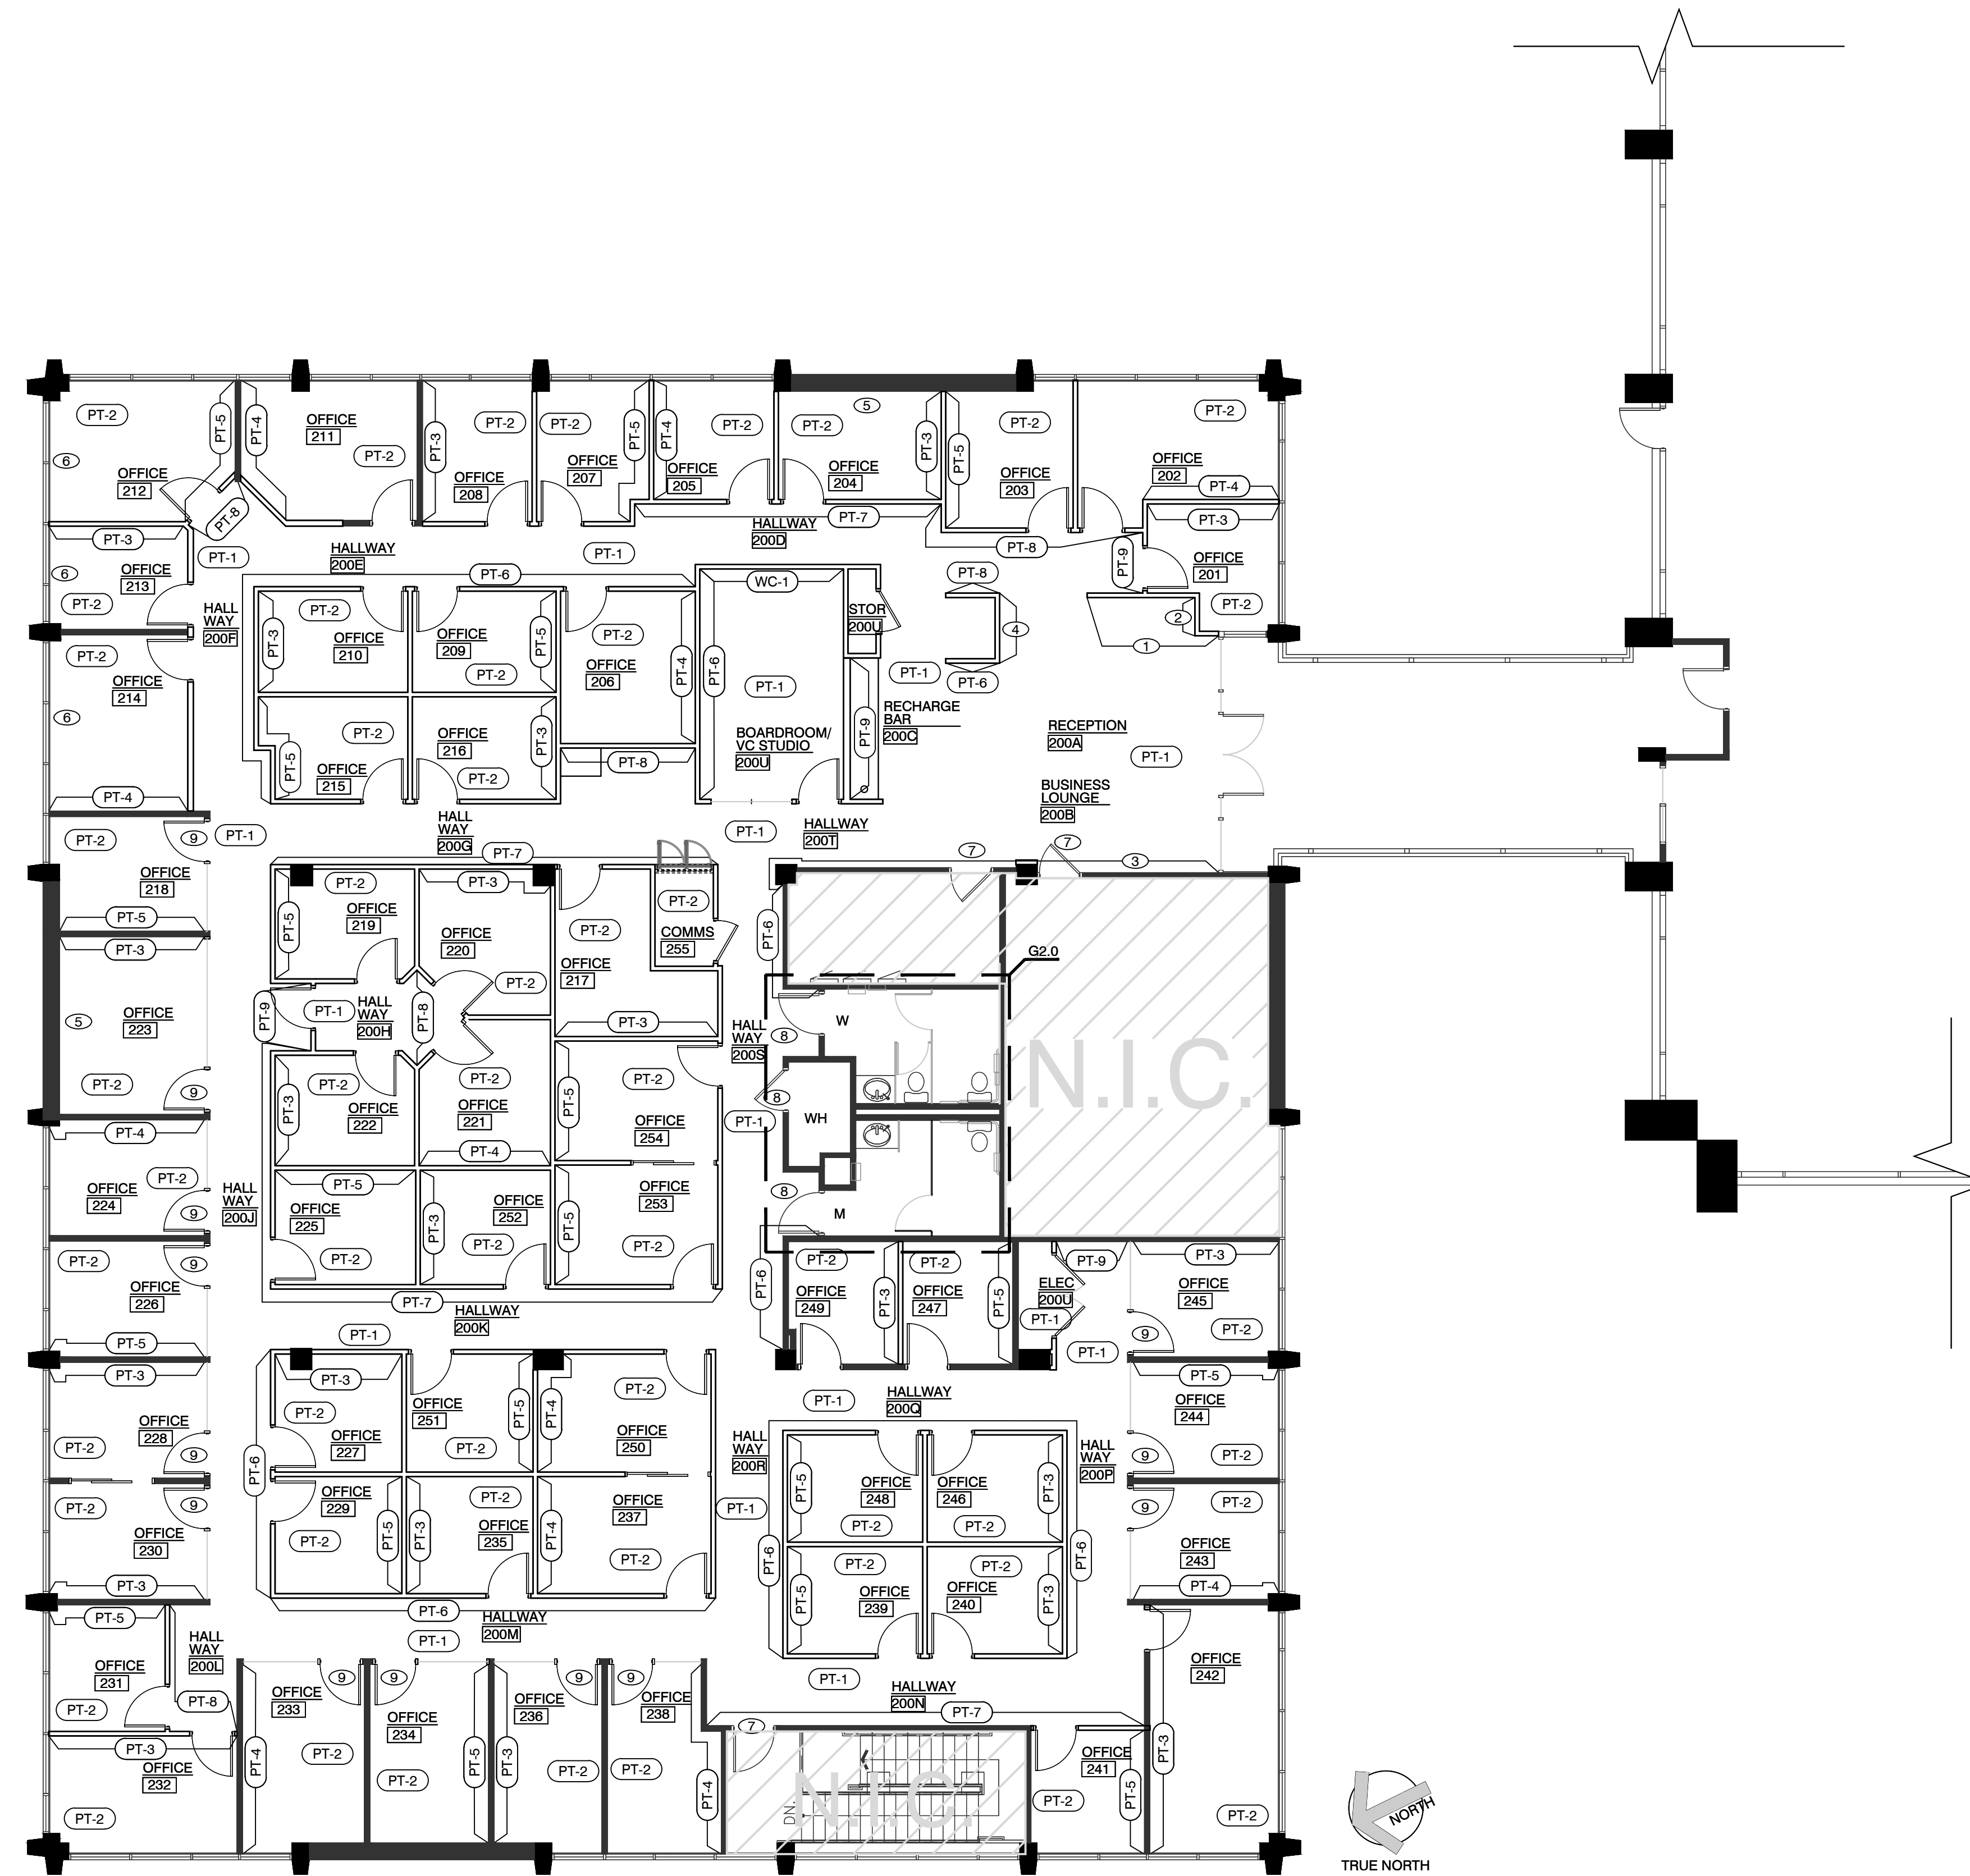 PT-2
PT-5
PT-4
OFFICE
211
PT-2
PT-3
PT-2
OFFICE
208
PT-2
PT-5
OFFICE
207
PT-4
PT-2
OFFICE
205
PT-2
5
PT-3
OFFICE
204
PT-5
PT-2
OFFICE
203
PT-2
OFFICE
202
PT-4
6
OFFICE
212
PT-8
PT-3
PT-1
HALLWAY
200E
PT-1
HALLWAY
200D
PT-7
PT-8
PT-9
PT-3
OFFICE
201
PT-2
6
OFFICE
213
PT-2
HALL
WAY
200F
PT-6
PT-2
PT-3
OFFICE
210
OFFICE
209
PT-5
PT-2
PT-2
OFFICE
206
PT-4
WC-1
PT-6
PT-1
BOARDROOM/
VC STUDIO
200U
STOR
200U
PT-8
4
PT-6
PT-1
PT-9
RECHARGE
BAR
200C
2
1
RECEPTION
200A
PT-1
BUSINESS
LOUNGE
200B
PT-2
OFFICE
214
6
PT-4
PT-2
PT-5
OFFICE
215
OFFICE
216
PT-3
PT-2
PT-8
PT-2
9
PT-1
HALL
WAY
200G
PT-7
PT-1
HALLWAY
200T
7
7
3
OFFICE
218
PT-5
PT-3
PT-2
PT-5
OFFICE
219
PT-3
OFFICE
220
PT-2
PT-2
OFFICE
217
PT-2
COMMS
255
PT-6
G2.0
5
OFFICE
223
PT-2
9
PT-9
PT-1
HALL
WAY
200H
PT-8
PT-3
HALL
WAY
200S
8
W
N.I.C.
PT-3
PT-2
OFFICE
222
PT-2
OFFICE
221
PT-4
PT-5
PT-2
OFFICE
254
8
PT-1
WH
PT-4
PT-2
OFFICE
224
9
HALL
WAY
200J
PT-5
OFFICE
225
PT-2
PT-3
OFFICE
252
PT-2
PT-5
OFFICE
253
PT-2
8
M
PT-2
9
OFFICE
226
PT-5
PT-7
HALLWAY
200K
PT-1
PT-6
PT-2
OFFICE
249
PT-3
PT-2
OFFICE
247
PT-5
PT-9
ELEC
200U
PT-1
PT-1
PT-3
OFFICE
245
PT-2
9
PT-3
OFFICE
228
PT-2
9
PT-6
PT-3
PT-2
OFFICE
227
OFFICE
251
PT-2
PT-5
PT-4
PT-2
OFFICE
250
PT-1
HALLWAY
200Q
HALL
WAY
200R
HALL
WAY
200P
PT-5
OFFICE
244
PT-2
9
PT-2
9
OFFICE
230
PT-3
OFFICE
229
PT-2
PT-5
PT-3
PT-2
OFFICE
235
PT-4
OFFICE
237
PT-2
PT-1
PT-5
OFFICE
248
PT-2
OFFICE
246
PT-2
PT-3
9
PT-2
OFFICE
243
PT-4
PT-6
PT-5
PT-2
OFFICE
239
PT-2
OFFICE
240
PT-3
PT-6
PT-5
OFFICE
231
PT-2
HALL
WAY
200L
PT-8
PT-6
HALLWAY
200M
PT-1
PT-1
HALLWAY
200N
PT-7
OFFICE
242
PT-3
PT-2
PT-3
OFFICE
232
PT-2
OFFICE
233
9
PT-4
PT-2
9
OFFICE
234
PT-2
PT-5
PT-3
OFFICE
236
9
PT-2
9
OFFICE
238
PT-2
PT-4
7
DN.
N.I.C.
OFFICE
241
PT-2
PT-5
NORTH
TRUE NORTH